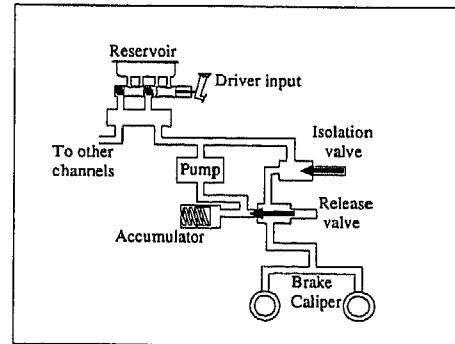 Reservoir
Driver input
To other
channels
Isolation
valve
Pump
Release
valve
Accumulator
Brake
Caliper